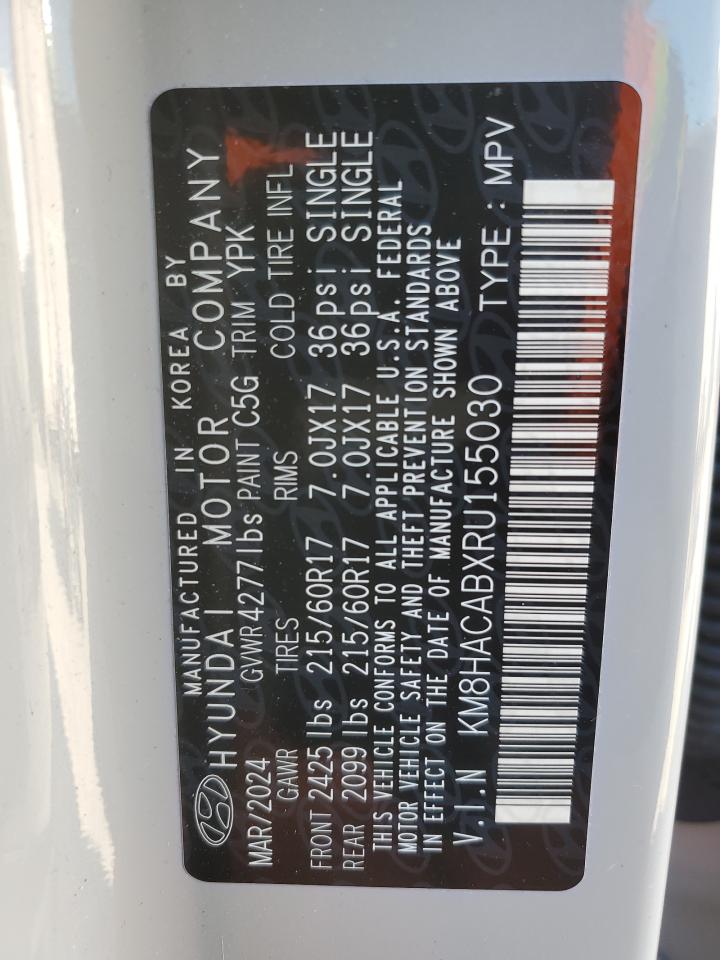 MANUFACTURED IN KOREA BY
HYUNDAI MOTOR COMPANY
MAR/2024 GVWR 4277 lbs PAINT C5G TRIM YPK
GAWR TIRES RIMS COLD TIRE INFL
FRONT 2425 lbs 215/60R17 7.0JX17 36psi SINGLE
REAR 2099 lbs 215/60R17 7.0JX17 36psi SINGLE
THIS VEHICLE CONFORMS TO ALL APPLICABLE U.S.A. FEDERAL
MOTOR VEHICLE SAFETY AND THEFT PREVENTION STANDARDS
IN EFFECT ON THE DATE OF MANUFACTURE SHOWN ABOVE
V.I.N KM8HACABXRU155030 TYPE : MPV